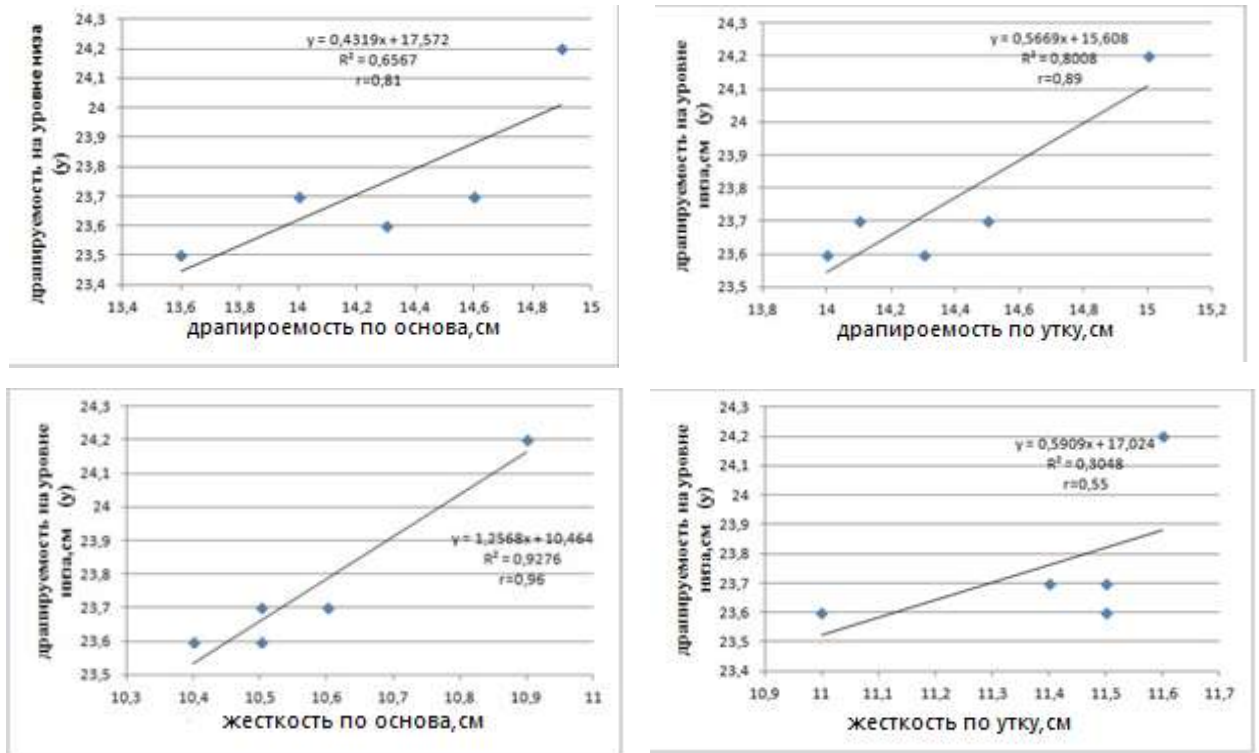 драпируемость на уровне низа
(у)
24,3
24,2
24,1
24
23,9
23,8
23,7
23,6
23,5
23,4
y = 0,4319x + 17,572
R² = 0,6567
r=0,81
13,4 13,6 13,8 14 14,2 14,4 14,6 14,8 15
драпироемость по основа,см
драпируемость на уровне
низа,см (у)
24,3
24,2
24,1
24
23,9
23,8
23,7
23,6
23,5
y = 0,5669x + 15,608
R² = 0,8008
r=0,89
13,8 14 14,2 14,4 14,6 14,8 15 15,2
драпироемость по утку,см
драпируемость на уровне
низа,см (у)
24,3
24,2
24,1
24
23,9
23,8
23,7
23,6
23,5
y = 1,2568x + 10,464
R² = 0,9276
r=0,96
10,3 10,4 10,5 10,6 10,7 10,8 10,9 11
жесткость по основа,см
драпируемость на уровне
низа,см (у)
24,3
24,2
24,1
24
23,9
23,8
23,7
23,6
23,5
23,4
y = 0,5909x + 17,024
R² = 0,3048
r=0,55
10,9 11 11,1 11,2 11,3 11,4 11,5 11,6 11,7
жесткость по утку,см